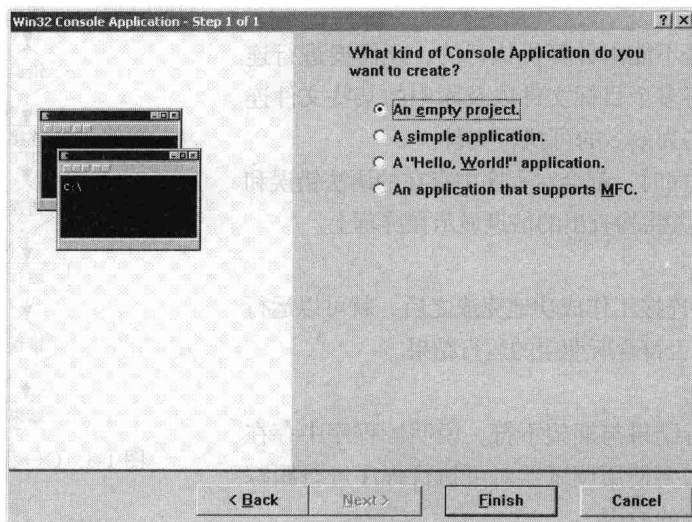 Win32 Console Application - Step 1 of 1
What kind of Console Application do you
want to create?
An empty project.
A simple application.
A "Hello, World!" application.
An application that supports MFC.
C:\
< Back
Next >
Finish
Cancel